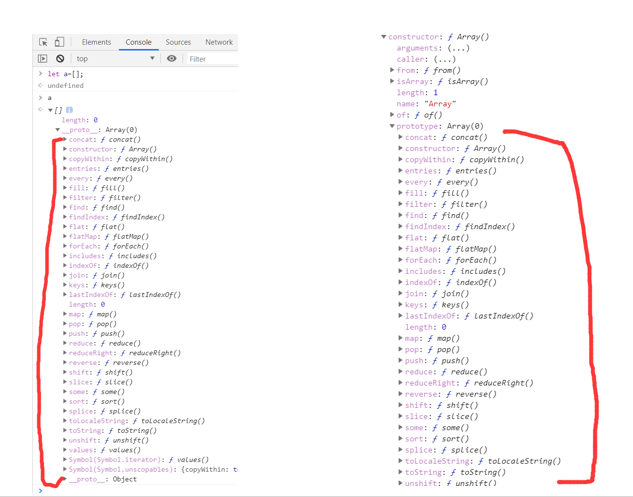 Elements Console Sources Network
top Filter
> let a=[];
< undefined
> a
< ▼[]
length: 0
▼__proto__: Array(0)
▶concat: ƒ concat()
▶constructor: ƒ Array()
▶copyWithin: ƒ copyWithin()
▶entries: ƒ entries()
▶every: ƒ every()
▶fill: ƒ fill()
▶filter: ƒ filter()
▶find: ƒ find()
▶findIndex: ƒ findIndex()
▶flat: ƒ flat()
▶flatMap: ƒ flatMap()
▶forEach: ƒ forEach()
▶includes: ƒ includes()
▶indexOf: ƒ indexOf()
▶join: ƒ join()
▶keys: ƒ keys()
▶lastIndexOf: ƒ lastIndexOf()
length: 0
▶map: ƒ map()
▶pop: ƒ pop()
▶push: ƒ push()
▶reduce: ƒ reduce()
▶reduceRight: ƒ reduceRight()
▶reverse: ƒ reverse()
▶shift: ƒ shift()
▶slice: ƒ slice()
▶some: ƒ some()
▶sort: ƒ sort()
▶splice: ƒ splice()
▶toLocaleString: ƒ toLocaleString()
▶toString: ƒ toString()
▶unshift: ƒ unshift()
▶values: ƒ values()
▶Symbol(Symbol.iterator): ƒ values()
▶Symbol(Symbol.unscopables): {copyWithin: t
▶__proto__: Object
>
▼constructor: ƒ Array()
arguments: (...)
caller: (...)
▶from: ƒ from()
▶isArray: ƒ isArray()
length: 1
name: "Array"
▶of: ƒ of()
▼prototype: Array(0)
▶concat: ƒ concat()
▶constructor: ƒ Array()
▶copyWithin: ƒ copyWithin()
▶entries: ƒ entries()
▶every: ƒ every()
▶fill: ƒ fill()
▶filter: ƒ filter()
▶find: ƒ find()
▶findIndex: ƒ findIndex()
▶flat: ƒ flat()
▶flatMap: ƒ flatMap()
▶forEach: ƒ forEach()
▶includes: ƒ includes()
▶indexOf: ƒ indexOf()
▶join: ƒ join()
▶keys: ƒ keys()
▶lastIndexOf: ƒ lastIndexOf()
length: 0
▶map: ƒ map()
▶pop: ƒ pop()
▶push: ƒ push()
▶reduce: ƒ reduce()
▶reduceRight: ƒ reduceRight()
▶reverse: ƒ reverse()
▶shift: ƒ shift()
▶slice: ƒ slice()
▶some: ƒ some()
▶sort: ƒ sort()
▶splice: ƒ splice()
▶toLocaleString: ƒ toLocaleString()
▶toString: ƒ toString()
▶unshift: ƒ unshift()